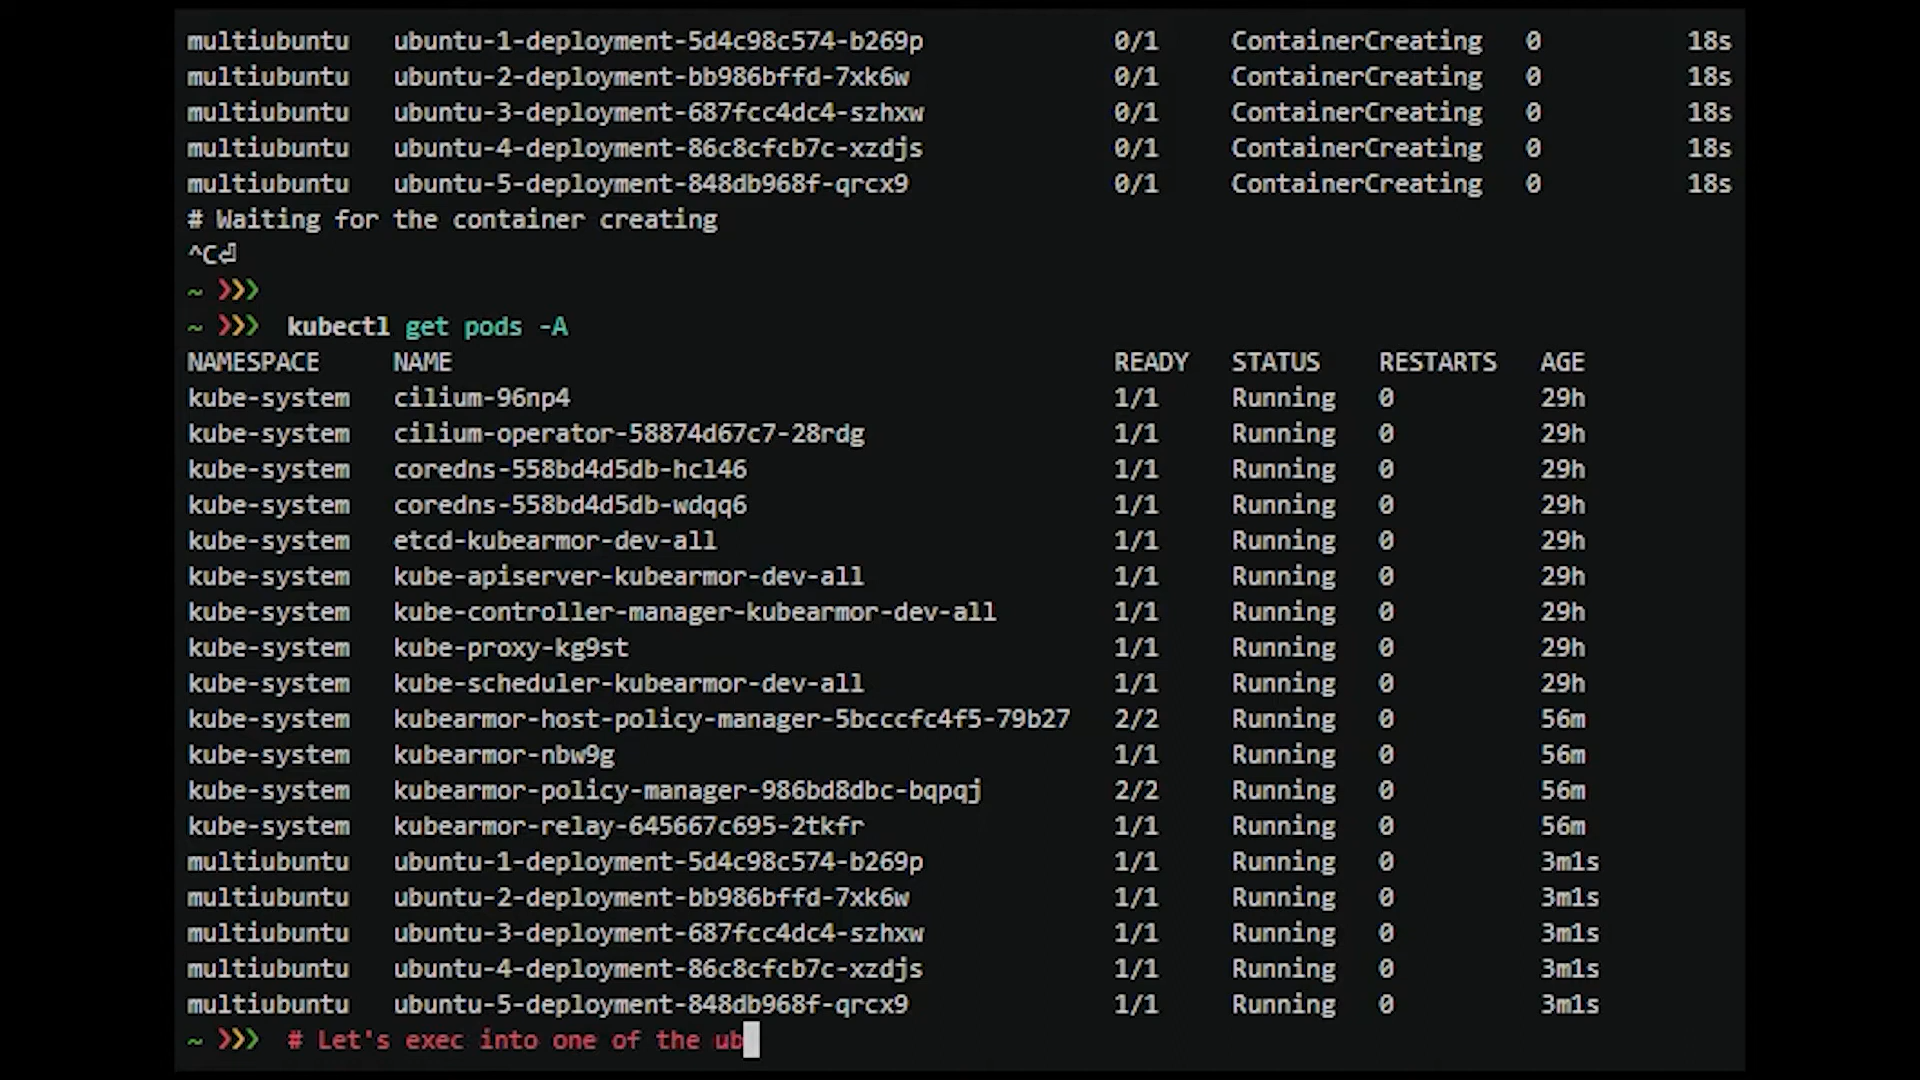 multiubuntu ubuntu-1-deployment-5d4c98c574-b269p 0/1 ContainerCreating 0 18s
multiubuntu ubuntu-2-deployment-bb986bffd-7xk6w 0/1 ContainerCreating 0 18s
multiubuntu ubuntu-3-deployment-687fcc4dc4-szhxw 0/1 ContainerCreating 0 18s
multiubuntu ubuntu-4-deployment-86c8cfcb7c-xzdjs 0/1 ContainerCreating 0 18s
multiubuntu ubuntu-5-deployment-848db968f-qrcx9 0/1 ContainerCreating 0 18s
# Waiting for the container creating
^C⏎
~ ❯❯❯
~ ❯❯❯ kubectl get pods -A
NAMESPACE NAME READY STATUS RESTARTS AGE
kube-system cilium-96np4 1/1 Running 0 29h
kube-system cilium-operator-58874d67c7-28rdg 1/1 Running 0 29h
kube-system coredns-558bd4d5db-hcl46 1/1 Running 0 29h
kube-system coredns-558bd4d5db-wdqq6 1/1 Running 0 29h
kube-system etcd-kubearmor-dev-all 1/1 Running 0 29h
kube-system kube-apiserver-kubearmor-dev-all 1/1 Running 0 29h
kube-system kube-controller-manager-kubearmor-dev-all 1/1 Running 0 29h
kube-system kube-proxy-kg9st 1/1 Running 0 29h
kube-system kube-scheduler-kubearmor-dev-all 1/1 Running 0 29h
kube-system kubearmor-host-policy-manager-5bcccfc4f5-79b27 2/2 Running 0 56m
kube-system kubearmor-nbw9g 1/1 Running 0 56m
kube-system kubearmor-policy-manager-986bd8dbc-bqpqj 2/2 Running 0 56m
kube-system kubearmor-relay-645667c695-2tkfr 1/1 Running 0 56m
multiubuntu ubuntu-1-deployment-5d4c98c574-b269p 1/1 Running 0 3m1s
multiubuntu ubuntu-2-deployment-bb986bffd-7xk6w 1/1 Running 0 3m1s
multiubuntu ubuntu-3-deployment-687fcc4dc4-szhxw 1/1 Running 0 3m1s
multiubuntu ubuntu-4-deployment-86c8cfcb7c-xzdjs 1/1 Running 0 3m1s
multiubuntu ubuntu-5-deployment-848db968f-qrcx9 1/1 Running 0 3m1s
~ ❯❯❯ # Let's exec into one of the ub